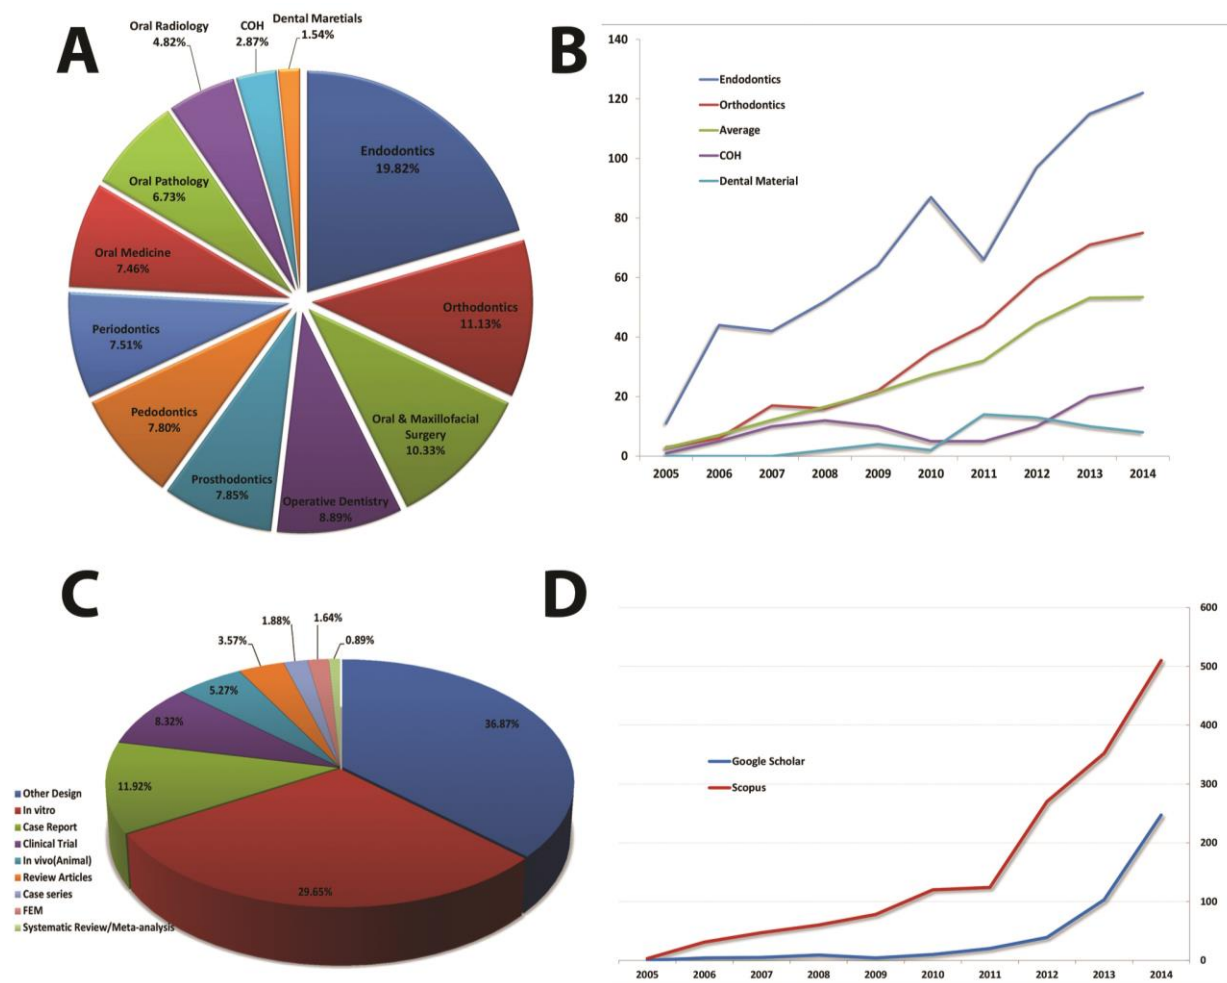 A
Oral Radiology
4.82%
COH
2.87%
Dental Maretials
1.54%
Endodontics
19.82%
Orthodontics
11.13%
Oral & Maxillofacial
Surgery
10.33%
Operative Dentistry
8.89%
Prosthodontics
7.85%
Pedodontics
7.80%
Periodontics
7.51%
Oral Medicine
7.46%
Oral Pathology
6.73%
B
140
120
100
80
60
40
20
0
Endodontics
Orthodontics
Average
COH
Dental Material
2005 2006 2007 2008 2009 2010 2011 2012 2013 2014
C
36.87%
29.65%
11.92%
8.32%
5.27%
3.57%
1.88%
1.64%
0.89%
Other Design
In vitro
Case Report
Clinical Trial
In vivo(Animal)
Review Articles
Case series
FEM
Systematic Review/Meta-analysis
D
600
500
400
300
200
100
0
Google Scholar
Scopus
2005 2006 2007 2008 2009 2010 2011 2012 2013 2014